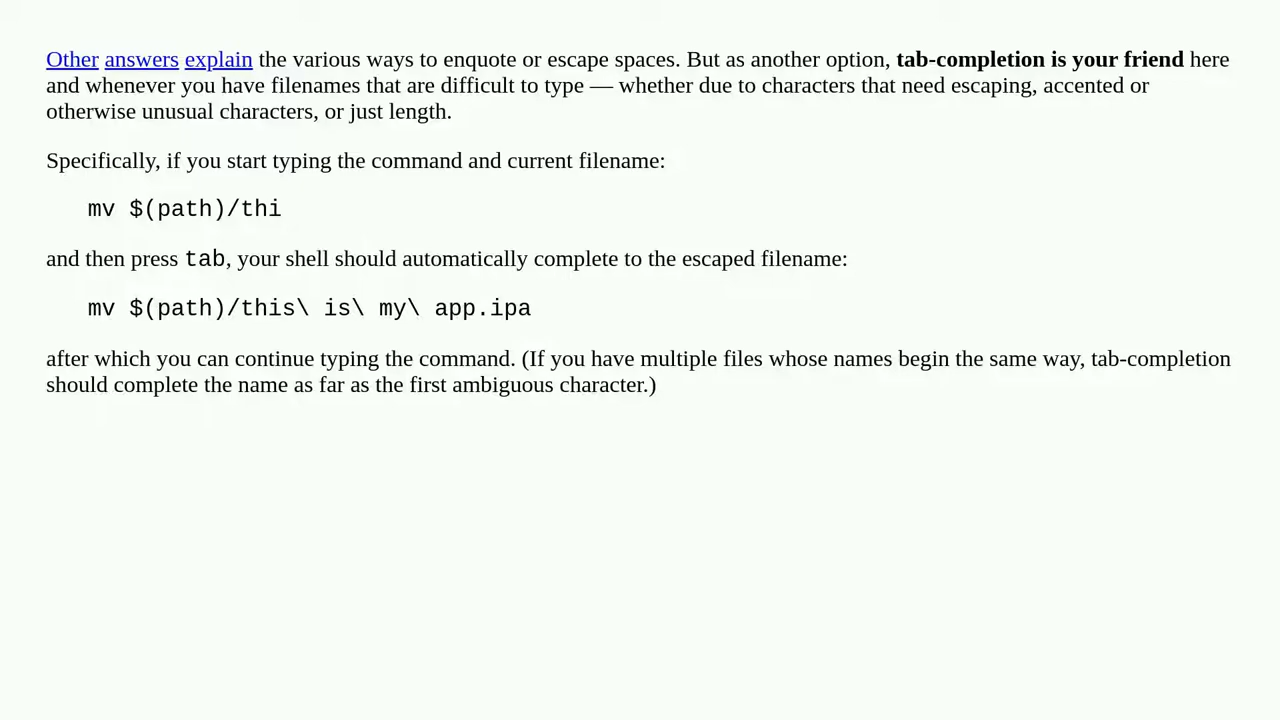 Other answers explain the various ways to enquote or escape spaces. But as another option, tab-completion is your friend here
and whenever you have filenames that are difficult to type — whether due to characters that need escaping, accented or
otherwise unusual characters, or just length.
Specifically, if you start typing the command and current filename:
mv $(path)/thi
and then press tab, your shell should automatically complete to the escaped filename:
mv $(path)/this\ is\ my\ app.ipa
after which you can continue typing the command. (If you have multiple files whose names begin the same way, tab-completion
should complete the name as far as the first ambiguous character.)